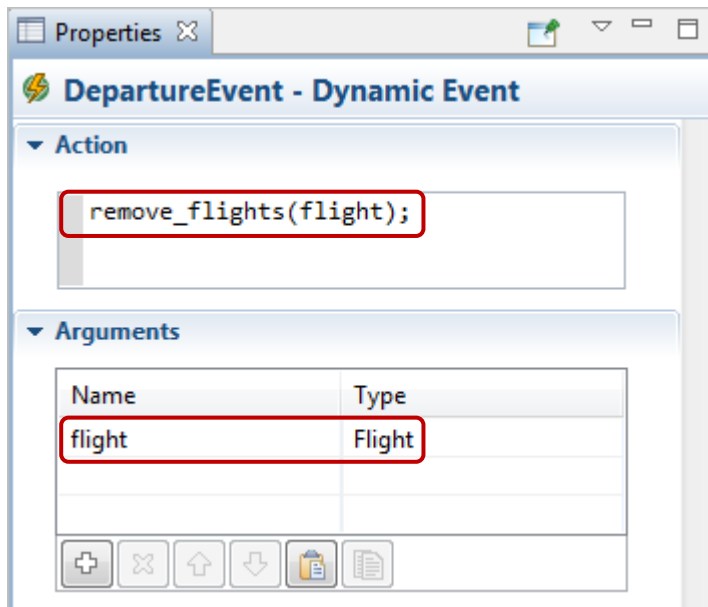 Properties
DepartureEvent - Dynamic Event
Action
remove_flights(flight);
Arguments
Name Type
flight Flight